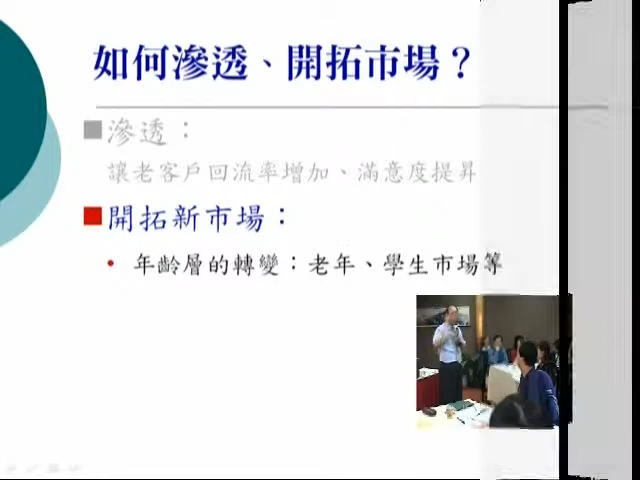 如何滲透、開拓市場？
滲透：
讓老客戶回流率增加、滿意度提昇
開拓新市場：
年齡層的轉變：老年、學生市場等